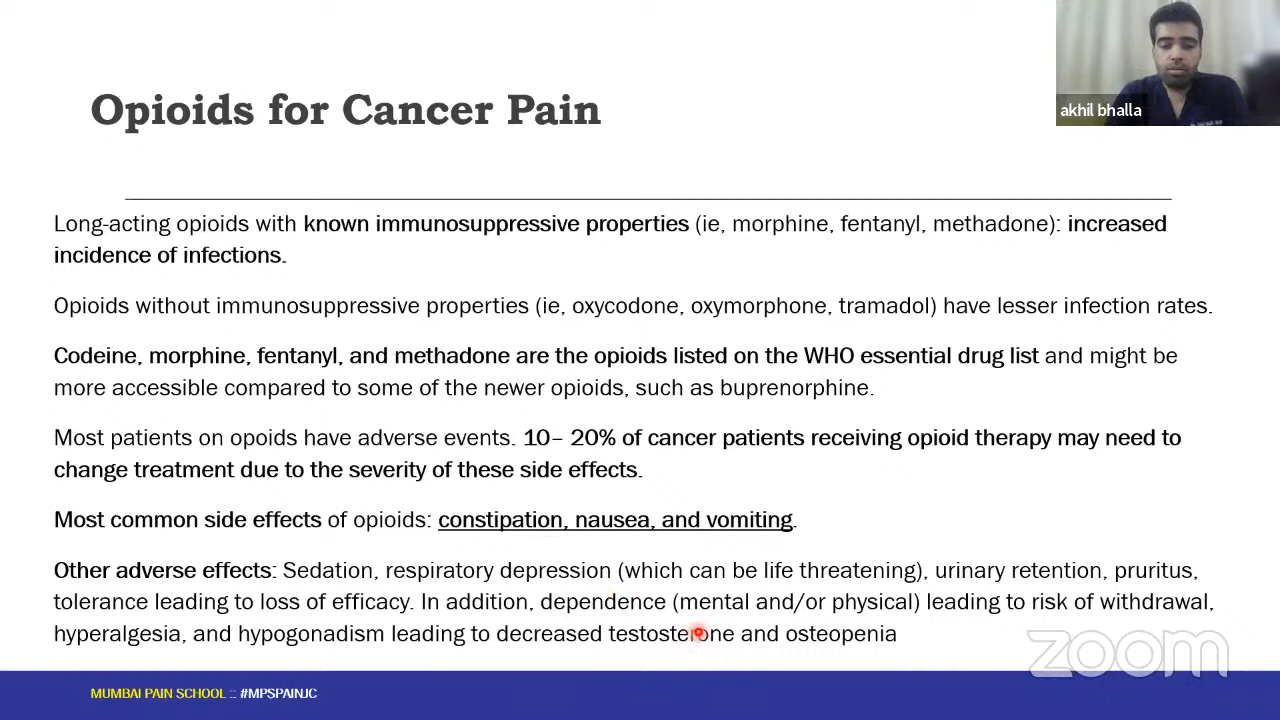 akhil bhalla
Opioids for Cancer Pain
Long-acting opioids with known immunosuppressive properties (ie, morphine, fentanyl, methadone): increased
incidence of infections.
Opioids without immunosuppressive properties (ie, oxycodone, oxymorphone, tramadol) have lesser infection rates.
Codeine, morphine, fentanyl, and methadone are the opioids listed on the WHO essential drug list and might be
more accessible compared to some of the newer opioids, such as buprenorphine.
Most patients on opoids have adverse events. 10– 20% of cancer patients receiving opioid therapy may need to
change treatment due to the severity of these side effects.
Most common side effects of opioids: constipation, nausea, and vomiting.
Other adverse effects: Sedation, respiratory depression (which can be life threatening), urinary retention, pruritus,
tolerance leading to loss of efficacy. In addition, dependence (mental and/or physical) leading to risk of withdrawal,
hyperalgesia, and hypogonadism leading to decreased testosterone and osteopenia
zoom
MUMBAI PAIN SCHOOL :: #MPSPAINJC